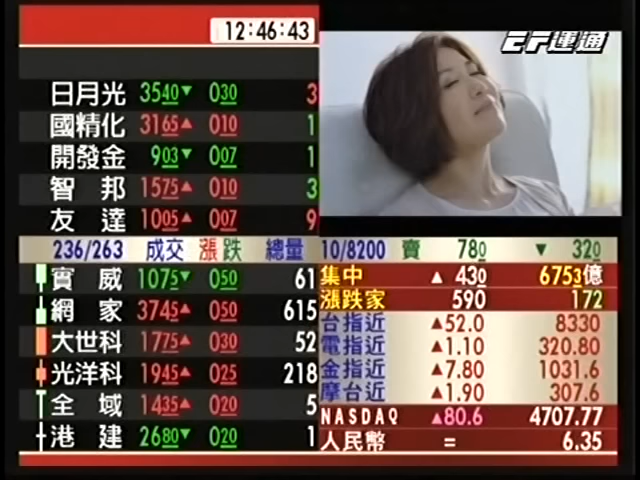 12:46:43
EF運通
日月光 3540▼ 030 3
國精化 3165▲ 010 1
開發金 903▼ 007 1
智邦 1575▲ 010 3
友達 1005▲ 007 9
236/263 成交 漲跌 總量 10/8200 賣 780 ▼ 320
寶威 1075▼ 050 61
集中 ▲ 430 6753億
網家 3745▲ 050 615
漲跌家 590 172
大世科 1775▲ 030 52
台指近 ▲52.0 8330
電指近 ▲1.10 320.80
光洋科 1945▲ 025 218
金指近 ▲7.80 1031.6
全域 1435▲ 020 5
摩台近 ▲1.90 307.6
NASDAQ ▲80.6 4707.77
港建 2680▼ 020 1
人民幣 = 6.35